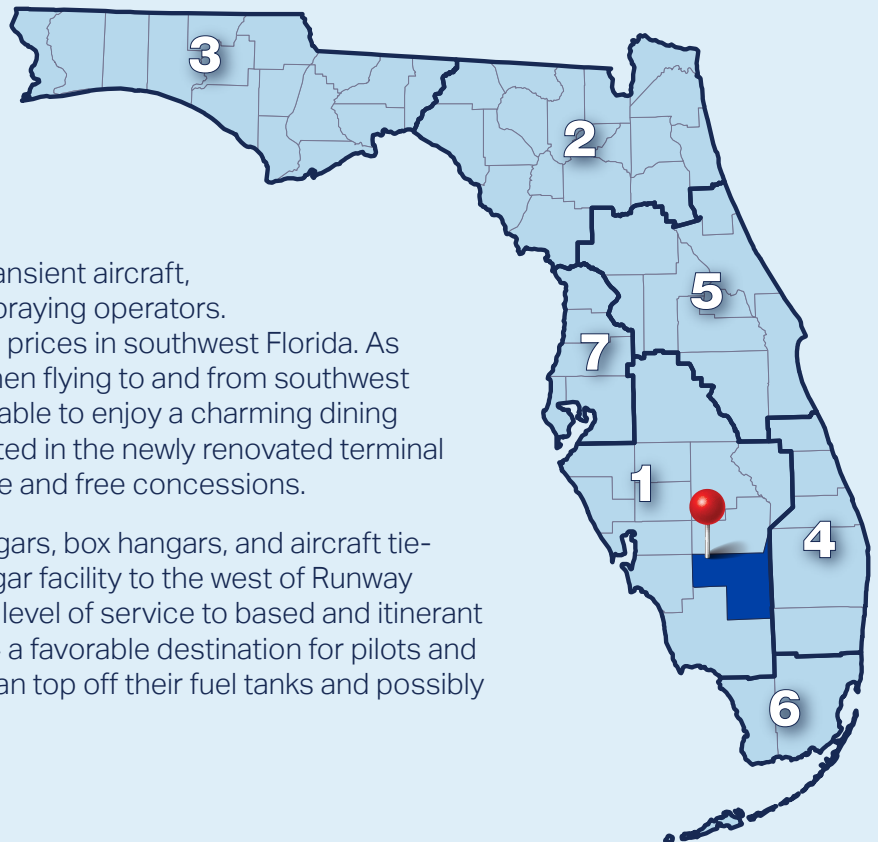 3
2
5
7
1
4
6
ansient aircraft,
praying operators.
prices in southwest Florida. As
hen flying to and from southwest
able to enjoy a charming dining
ted in the newly renovated terminal
e and free concessions.
gars, box hangars, and aircraft tie-
gar facility to the west of Runway
level of service to based and itinerant
a favorable destination for pilots and
an top off their fuel tanks and possibly